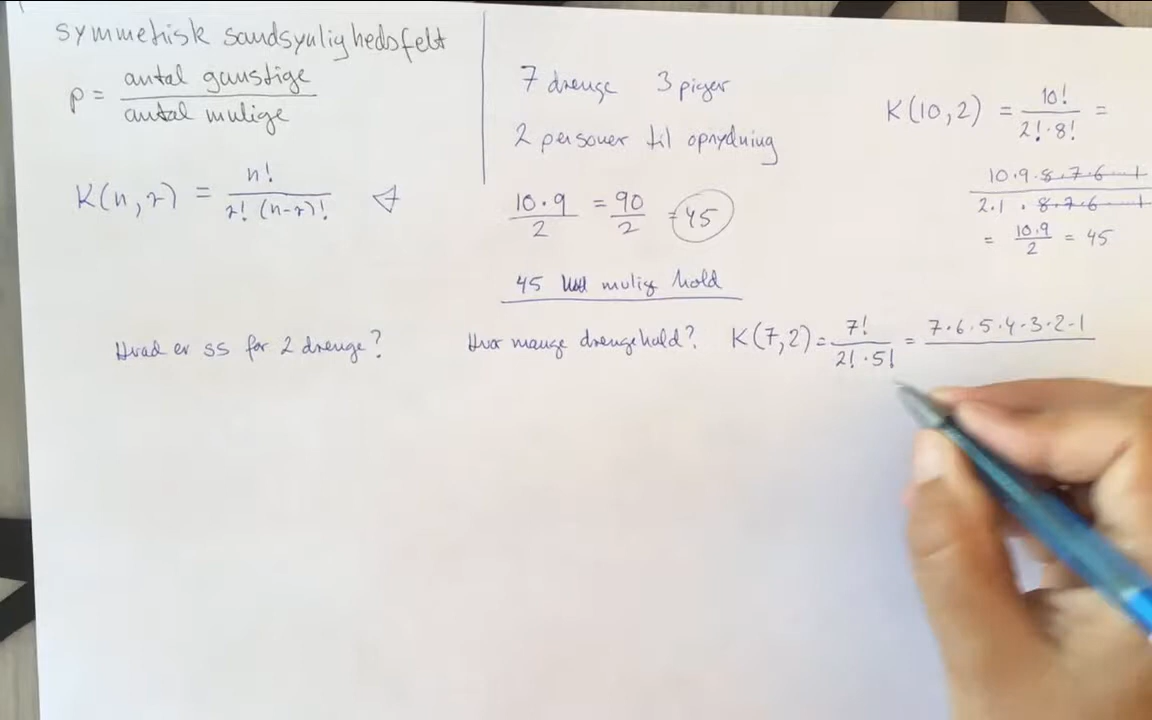 symmetrisk sandsynlighedsfelt
p = antal gunstige / antal mulige
K(n,r) = n! / r! (n-r)!
7 drenge 3 piger
2 personer til oprydning
10·9 / 2 = 90 / 2 = 45
45 mulig hold
K(10,2) = 10! / 2!·8! =
10·9·8·7·6···1 / 2·1·8·7·6···1
= 10·9 / 2 = 45
Hvad er ss for 2 drenge?
Hvor mange drengehold? K(7,2) = 7! / 2!·5! = 7·6·5·4·3·2·1